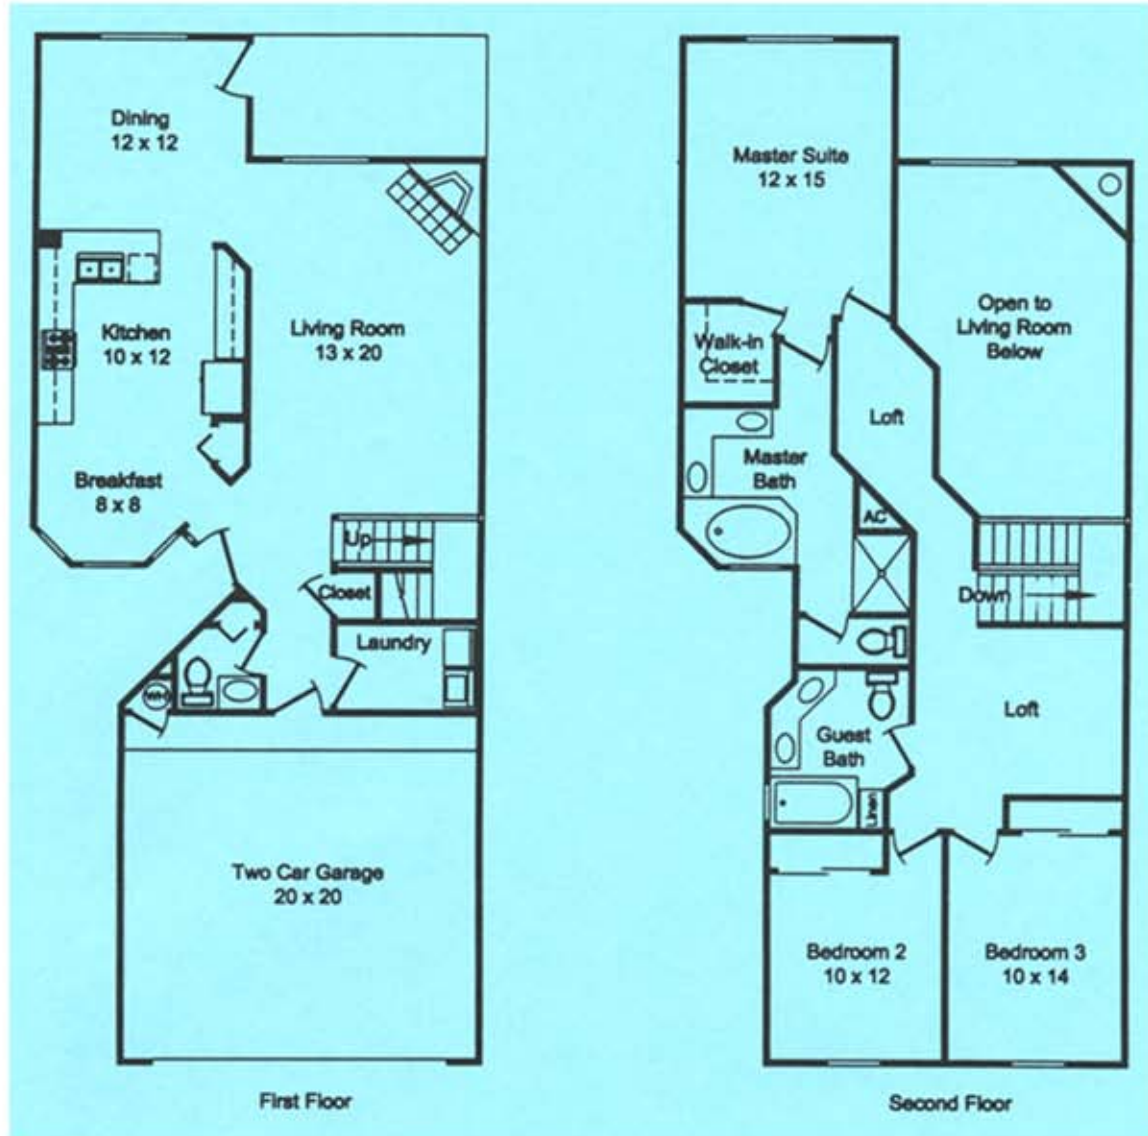 Dining
12 x 12
Kitchen
10 x 12
Living Room
13 x 20
Breakfast
8 x 8
Up
Closet
Laundry
WH
Two Car Garage
20 x 20
First Floor
Master Suite
12 x 15
Open to
Living Room
Below
Walk-in
Closet
Loft
Master
Bath
AC
Down
Loft
Guest
Bath
Linen
Bedroom 2
10 x 12
Bedroom 3
10 x 14
Second Floor